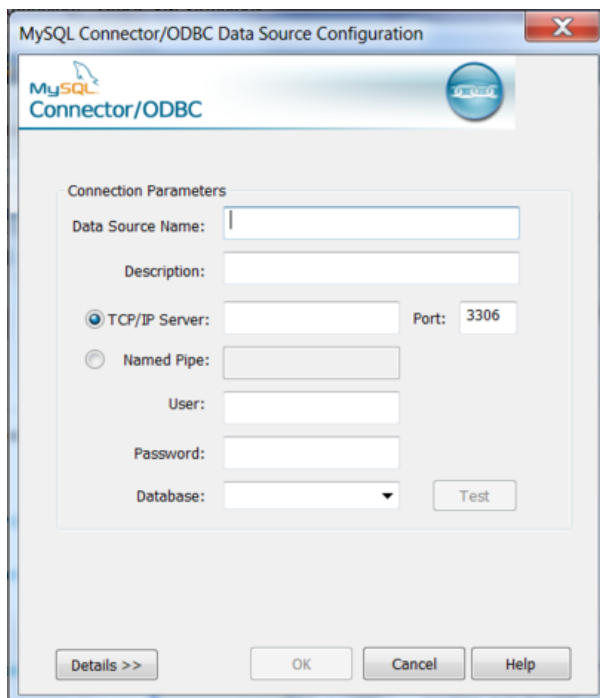 MySQL Connector/ODBC Data Source Configuration
MySQL
Connector/ODBC
Connection Parameters
Data Source Name:
Description:
TCP/IP Server: Port: 3306
Named Pipe:
User:
Password:
Database: Test
Details >> OK Cancel Help